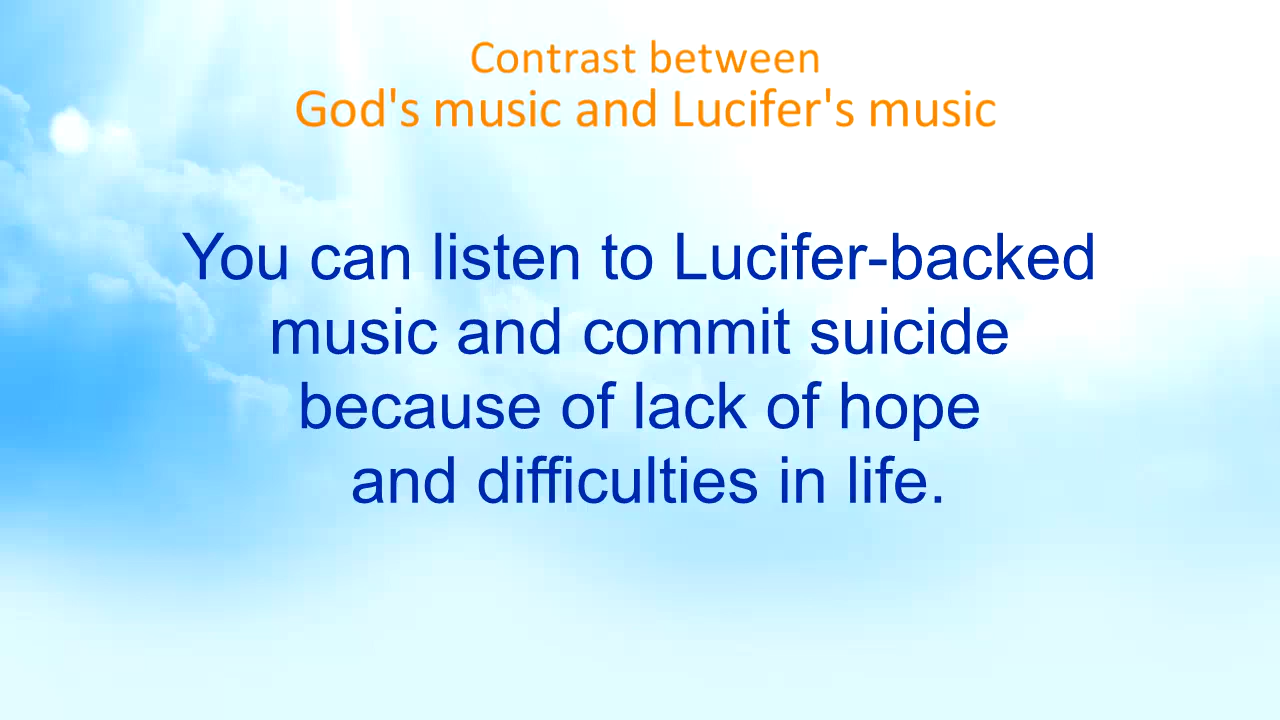 Contrast between
God's music and Lucifer's music
You can listen to Lucifer-backed
music and commit suicide
because of lack of hope
and difficulties in life.